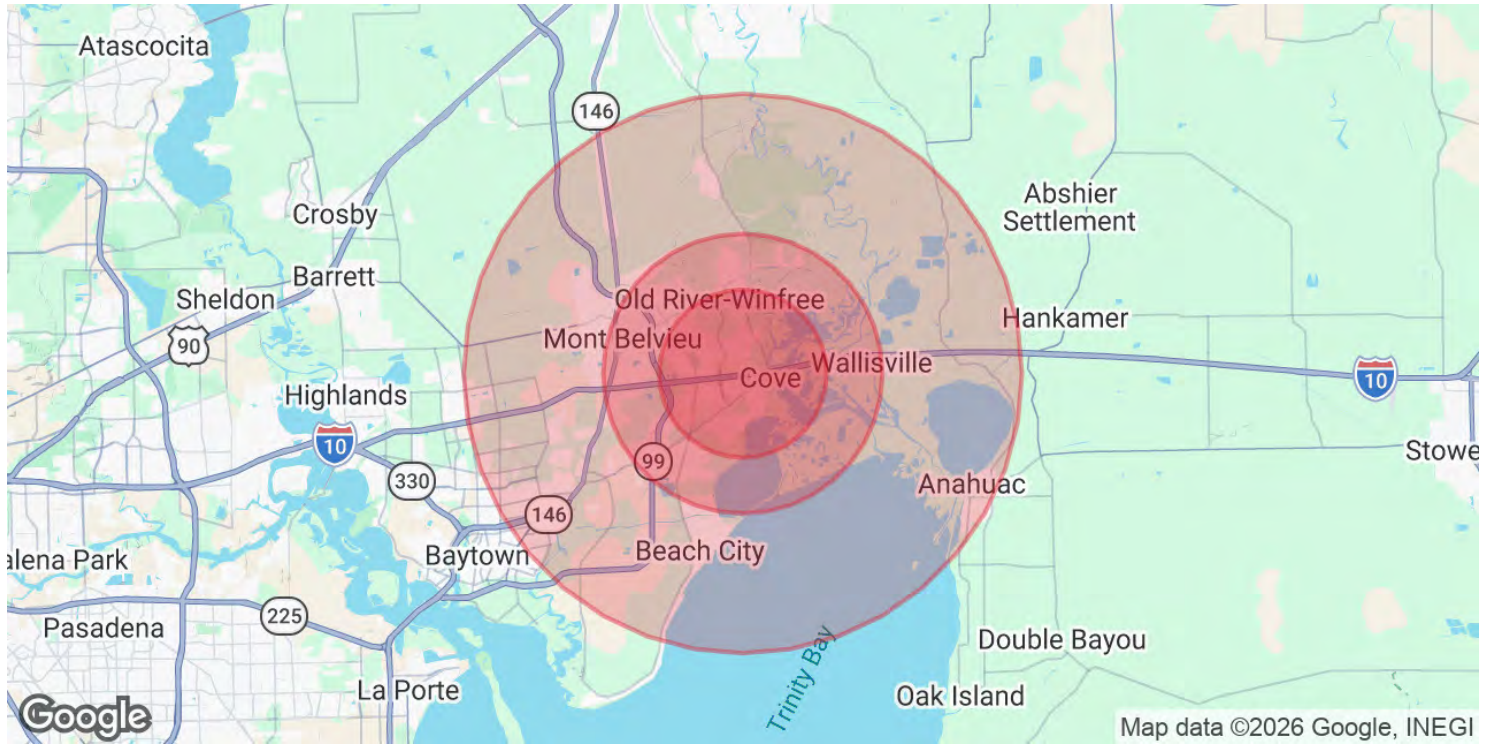 Atascocita
146
Crosby
Abshier
Settlement
Barrett
Sheldon
Old River-Winfree
Hankamer
90
Mont Belvieu
Wallisville
Cove
10
Highlands
10
Stowe
99
330
Anahuac
146
Baytown
Beach City
alena Park
225
Pasadena
Double Bayou
Trinity Bay
La Porte
Oak Island
Google
Map data ©2026 Google, INEGI